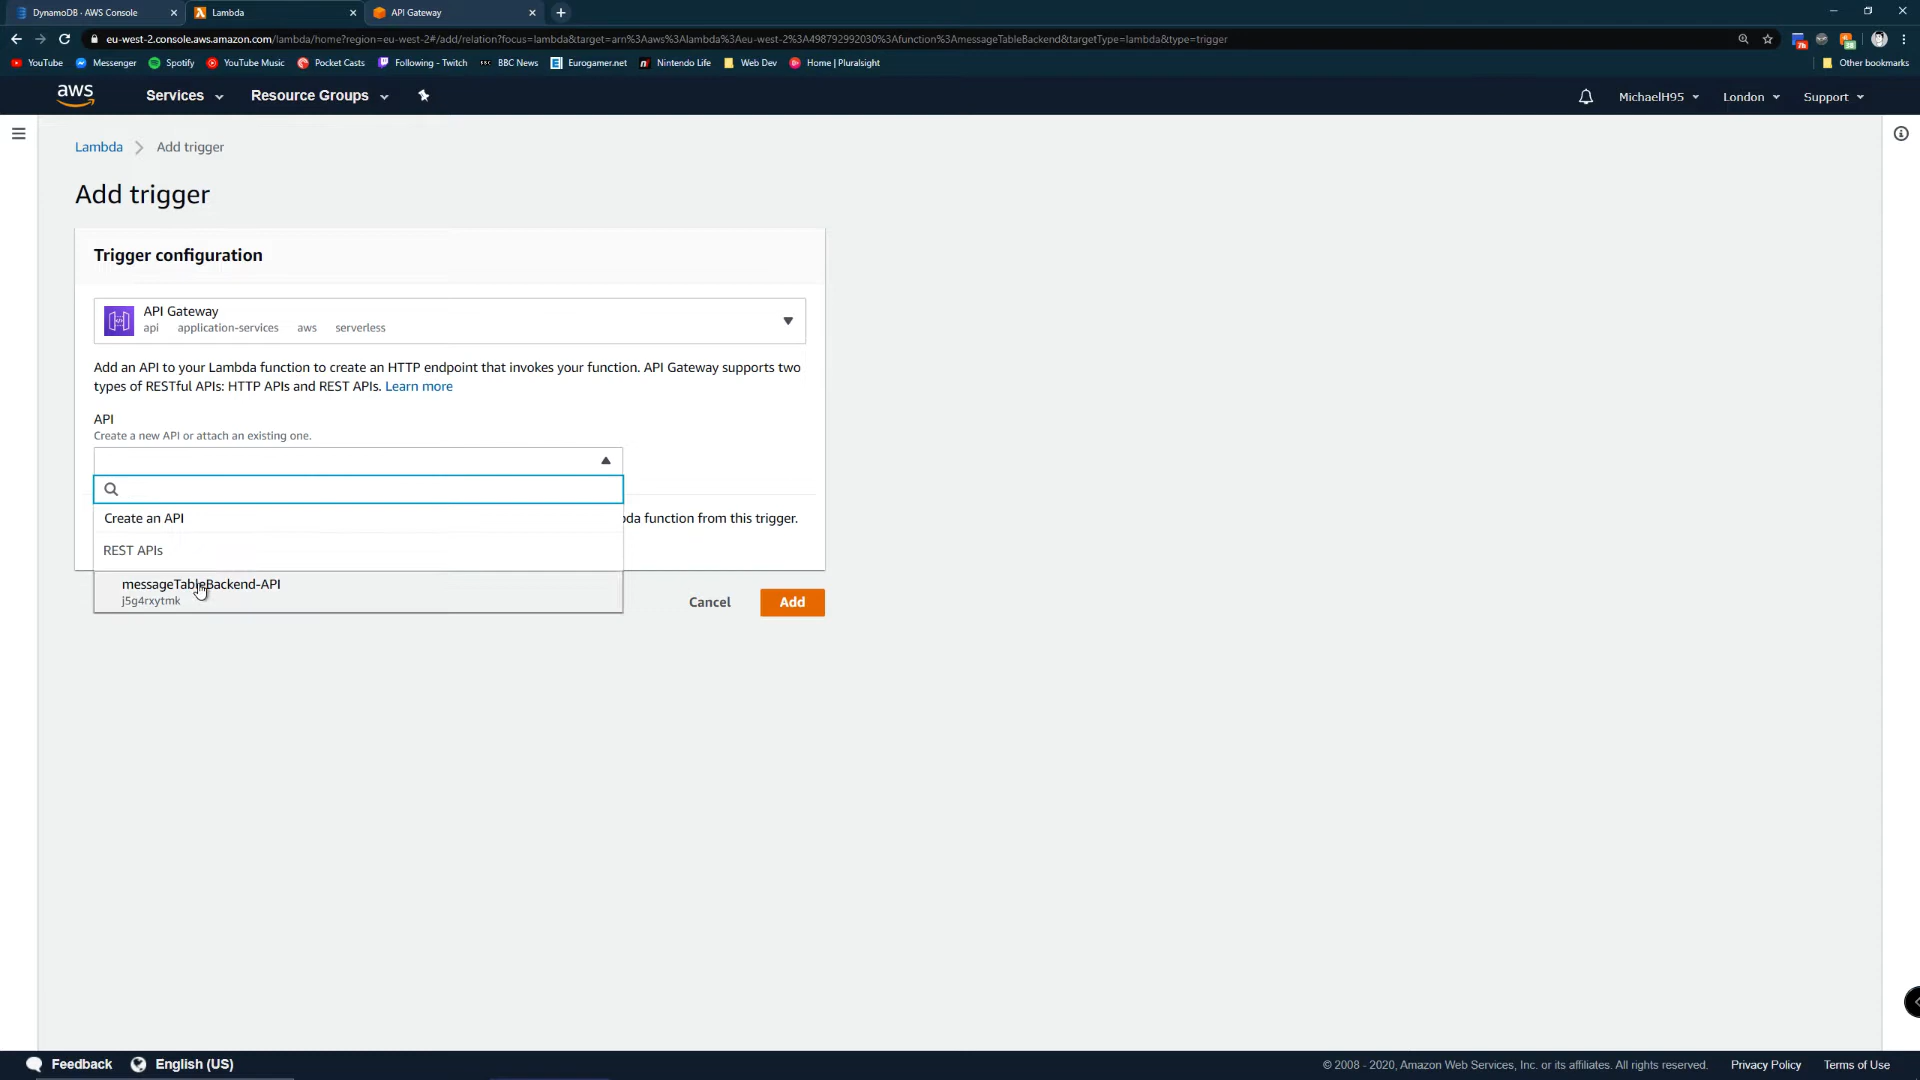 DynamoDB · AWS Console
Lambda
API Gateway
eu-west-2.console.aws.amazon.com/lambda/home?region=eu-west-2#/add/relation?focus=lambda&target=arn%3Aaws%3Alambda%3Aeu-west-2%3A498792992030%3Afunction%3AmessageTableBackend&targetType=lambda&type=trigger
YouTube
Messenger
Spotify
YouTube Music
Pocket Casts
Following - Twitch
BBC News
Eurogamer.net
Nintendo Life
Web Dev
Home | Pluralsight
Other bookmarks
aws
Services
Resource Groups
MichaelH95
London
Support
Lambda
Add trigger
Add trigger
Trigger configuration
API Gateway
api application-services aws serverless
Add an API to your Lambda function to create an HTTP endpoint that invokes your function. API Gateway supports two
types of RESTful APIs: HTTP APIs and REST APIs. Learn more
API
Create a new API or attach an existing one.
Create an API
bda function from this trigger.
REST APIs
messageTableBackend-API
j5g4rxytmk
Cancel
Add
Feedback
English (US)
© 2008 - 2020, Amazon Web Services, Inc. or its affiliates. All rights reserved.
Privacy Policy
Terms of Use